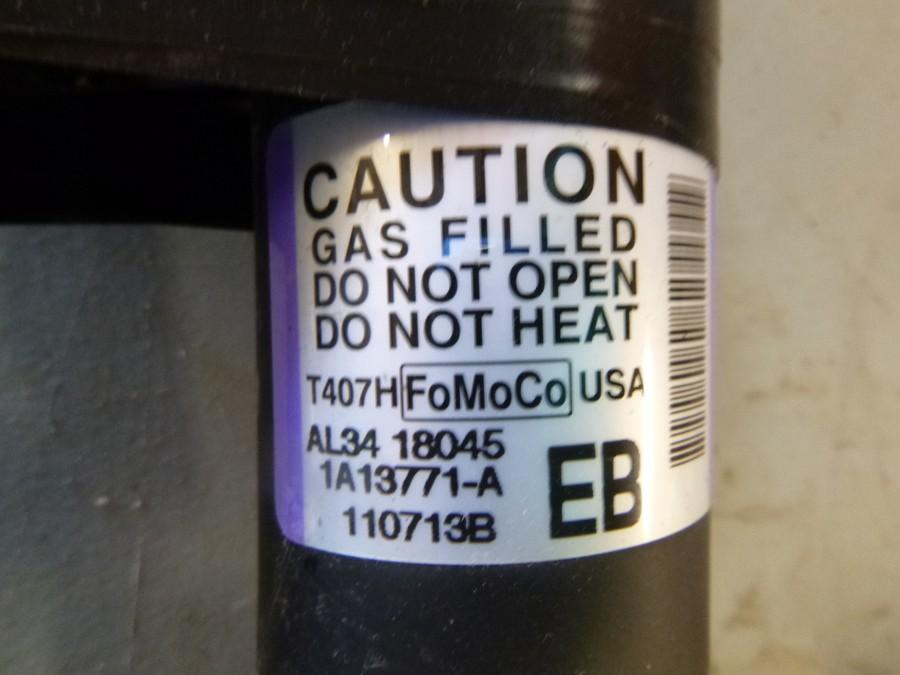 CAUTION
GAS FILLED
DO NOT OPEN
DO NOT HEAT
T407H FoMoCo USA
AL34 18045
1A13771-A
110713B
EB